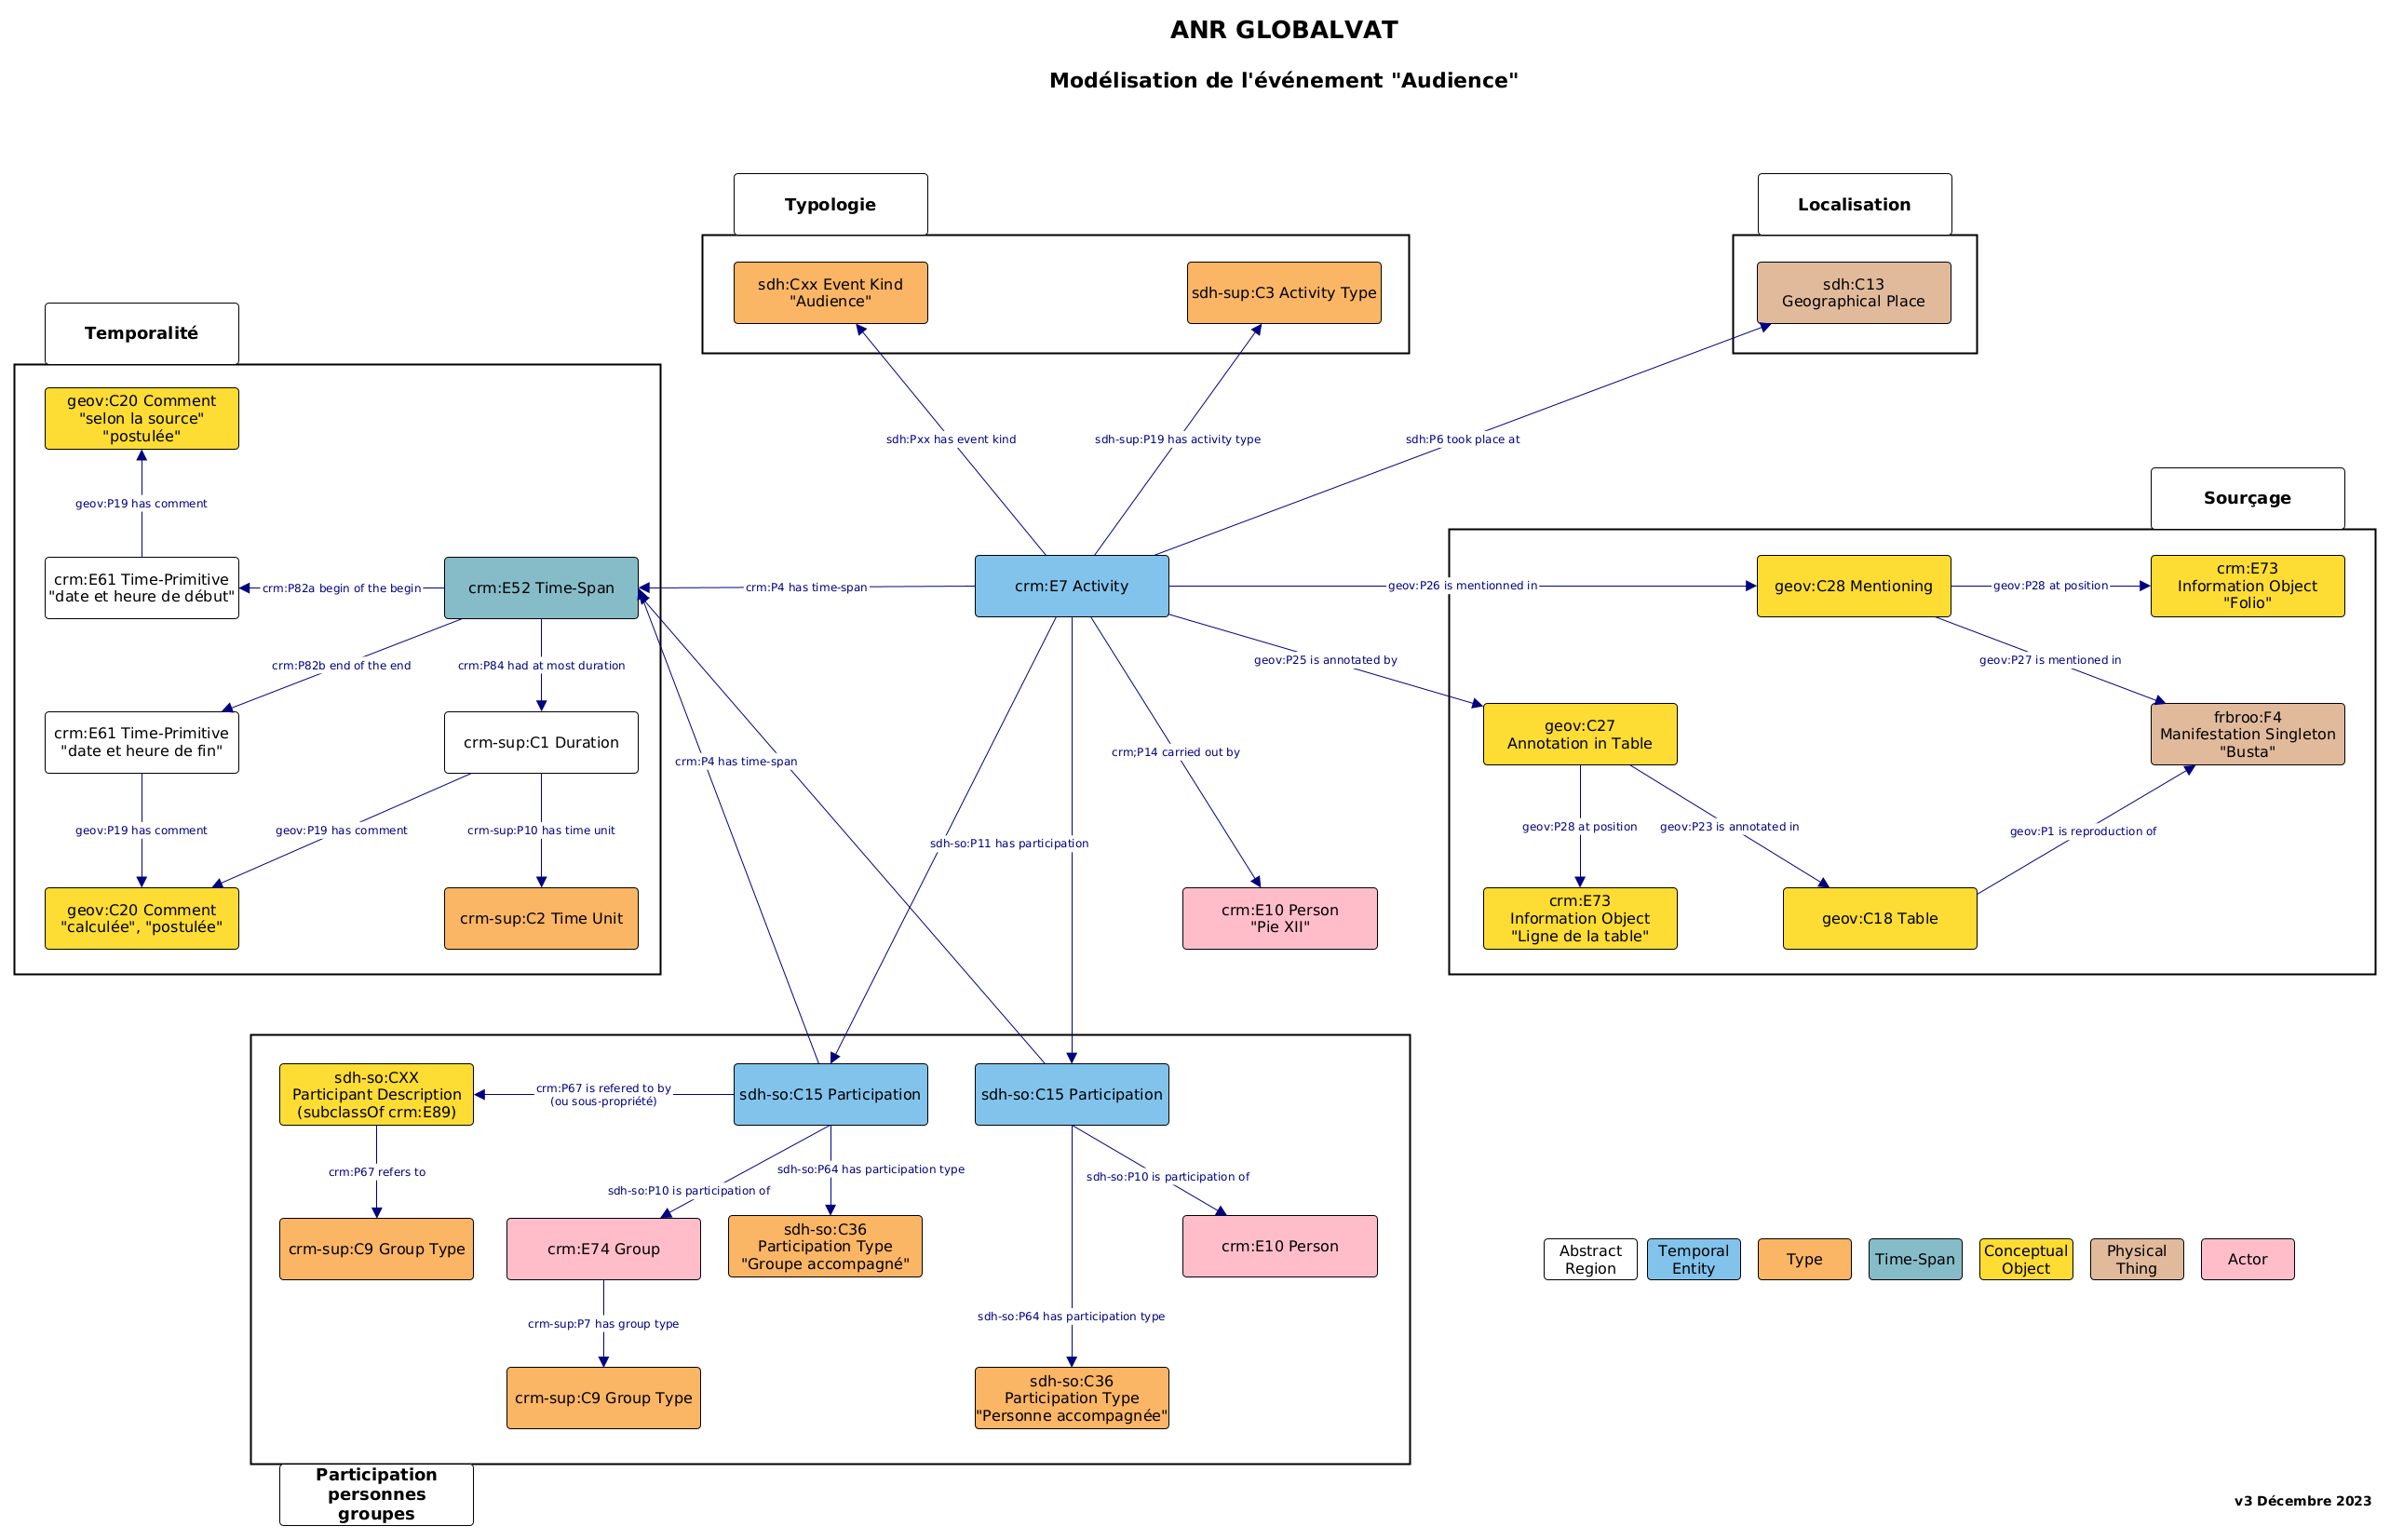 ANR GLOBALVAT
Modélisation de l'événement "Audience"
Typologie
Localisation
sdh:Cxx Event Kind
"Audience"
sdh-sup:C3 Activity Type
sdh:C13
Geographical Place
Temporalité
geov:C20 Comment
"selon la source"
"postulée"
sdh:Pxx has event kind
sdh-sup:P19 has activity type
sdh:P6 took place at
Sourçage
geov:P19 has comment
crm:E61 Time-Primitive
"date et heure de début"
crm:P82a begin of the begin
crm:E52 Time-Span
crm:P4 has time-span
crm:E7 Activity
geov:P26 is mentionned in
geov:C28 Mentioning
geov:P28 at position
crm:E73
Information Object
"Folio"
crm:P82b end of the end
crm:P84 had at most duration
geov:P25 is annotated by
geov:P27 is mentioned in
crm:E61 Time-Primitive
"date et heure de fin"
crm-sup:C1 Duration
crm:P4 has time-span
crm;P14 carried out by
geov:C27
Annotation in Table
frbroo:F4
Manifestation Singleton
"Busta"
geov:P19 has comment
geov:P19 has comment
crm-sup:P10 has time unit
sdh-so:P11 has participation
geov:P28 at position
geov:P23 is annotated in
geov:P1 is reproduction of
geov:C20 Comment
"calculée", "postulée"
crm-sup:C2 Time Unit
crm:E10 Person
"Pie XII"
crm:E73
Information Object
"Ligne de la table"
geov:C18 Table
sdh-so:CXX
Participant Description
(subclassOf crm:E89)
crm:P67 is refered to by
(ou sous-propriété)
sdh-so:C15 Participation
sdh-so:C15 Participation
crm:P67 refers to
sdh-so:P10 is participation of
sdh-so:P64 has participation type
sdh-so:P10 is participation of
crm-sup:C9 Group Type
crm:E74 Group
sdh-so:C36
Participation Type
"Groupe accompagné"
crm:E10 Person
Abstract
Region
Temporal
Entity
Type
Time-Span
Conceptual
Object
Physical
Thing
Actor
crm-sup:P7 has group type
sdh-so:P64 has participation type
crm-sup:C9 Group Type
sdh-so:C36
Participation Type
"Personne accompagnée"
Participation
personnes
groupes
v3 Décembre 2023